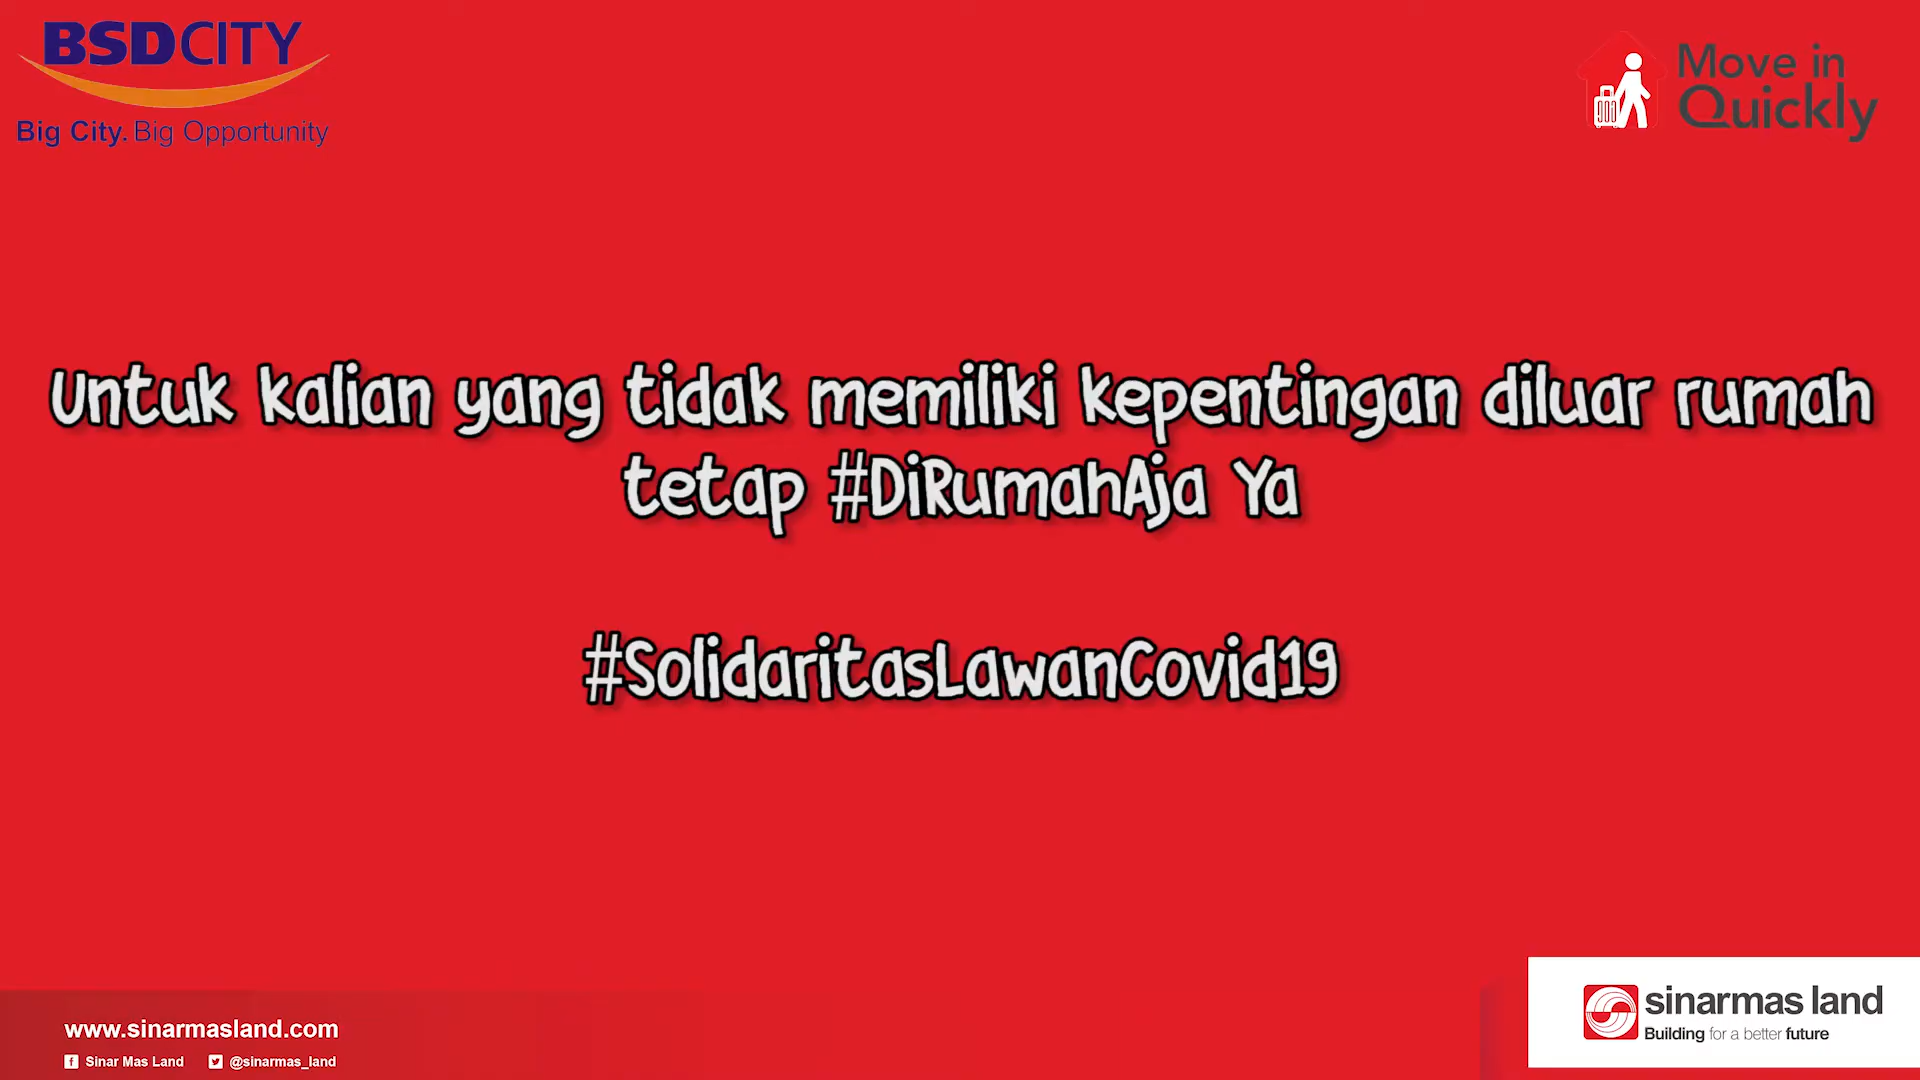 BSDCITY
Big City. Big Opportunity
Move in
Quickly
Untuk kalian yang tidak memiliki kepentingan diluar rumah
tetap #DiRumahAja Ya
#SolidaritasLawanCovid19
www.sinarmasland.com
Sinar Mas Land @sinarmas_land
sinarmas land
Building for a better future